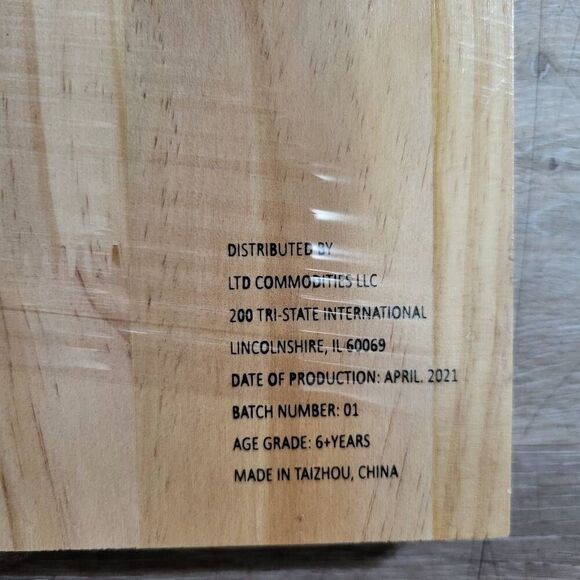 DISTRIBUTED BY
LTD COMMODITIES LLC
200 TRI-STATE INTERNATIONAL
LINCOLNSHIRE, IL 60069
DATE OF PRODUCTION: APRIL. 2021
BATCH NUMBER: 01
AGE GRADE: 6+YEARS
MADE IN TAIZHOU, CHINA